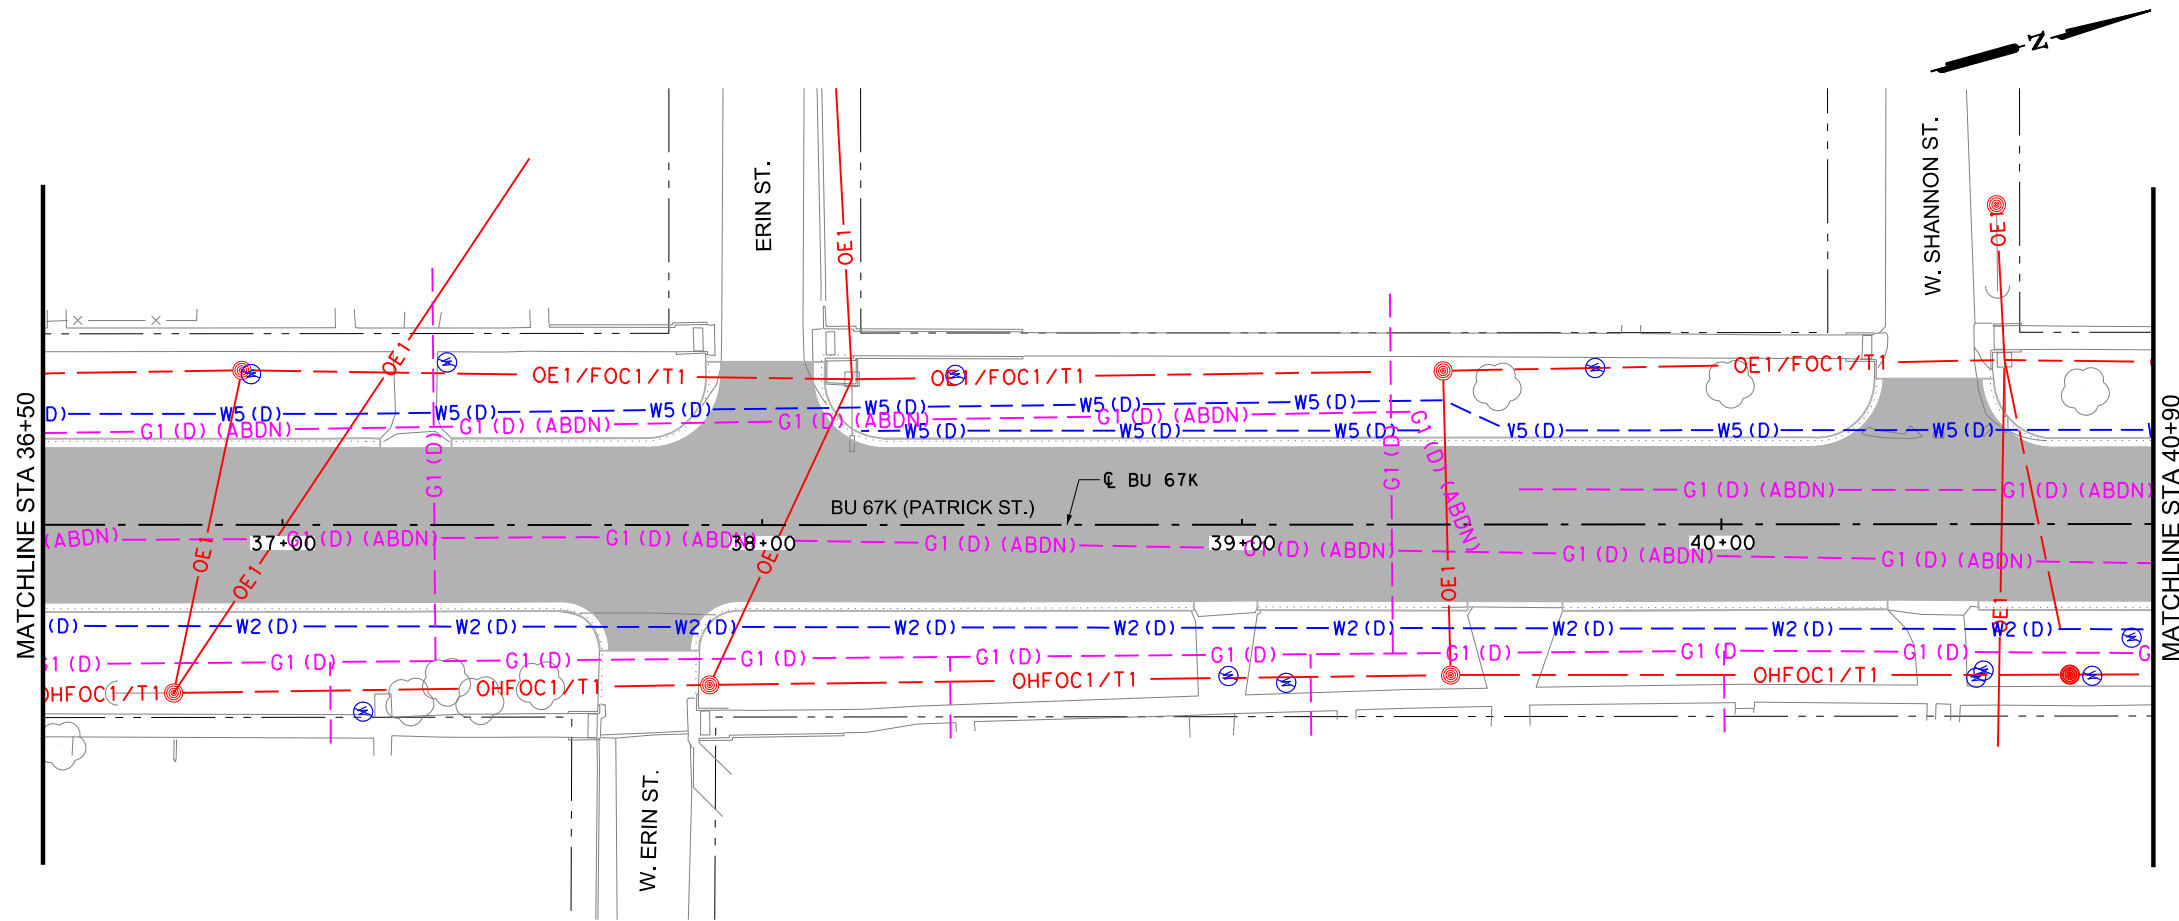 N
ERIN ST.
W. SHANNON ST.
OE1
OE1
OE1
OE1/FOC1/T1
OE1/FOC1/T1
OE1/FOC1/T1
MATCHLINE STA 36+50
MATCHLINE STA 40+90
D)
W5(D)
W5(D)
W5(D)
W5(D)
W5(D)
W5(D)
G1(D)(ABDN)
G1(D)(ABDN)
G1(D)(ABDN)
G1(D)(ABDN)
W5(D)
W5(D)
W5(D)
W5(D)
W5(D)
W5(D)
G1(D)
G1(D)
G1(D)(ABDN)
℄ BU 67K
BU 67K (PATRICK ST.)
G1(D)(ABDN)
G1(D)(ABDN)
(ABDN)
37+00
G1(D)(ABDN)
G1(D)(ABDN)
38+00
G1(D)(ABDN)
39+00
G1(D)(ABDN)
G1(D)(ABDN)
40+00
G1(D)(ABDN)
OE1
OE1
OE1
OE1
OE1
(D)
W2(D)
W2(D)
W2(D)
W2(D)
W2(D)
W2(D)
W2(D)
W2(D)
W2(D)
G1(D)
G1(D)
G1(D)
G1(D)
G1(D)
G1(D)
G1(D)
G1(D
G1(D)
G
OHFOC1/T1
OHFOC1/T1
OHFOC1/T1
OHFOC1/T1
W. ERIN ST.